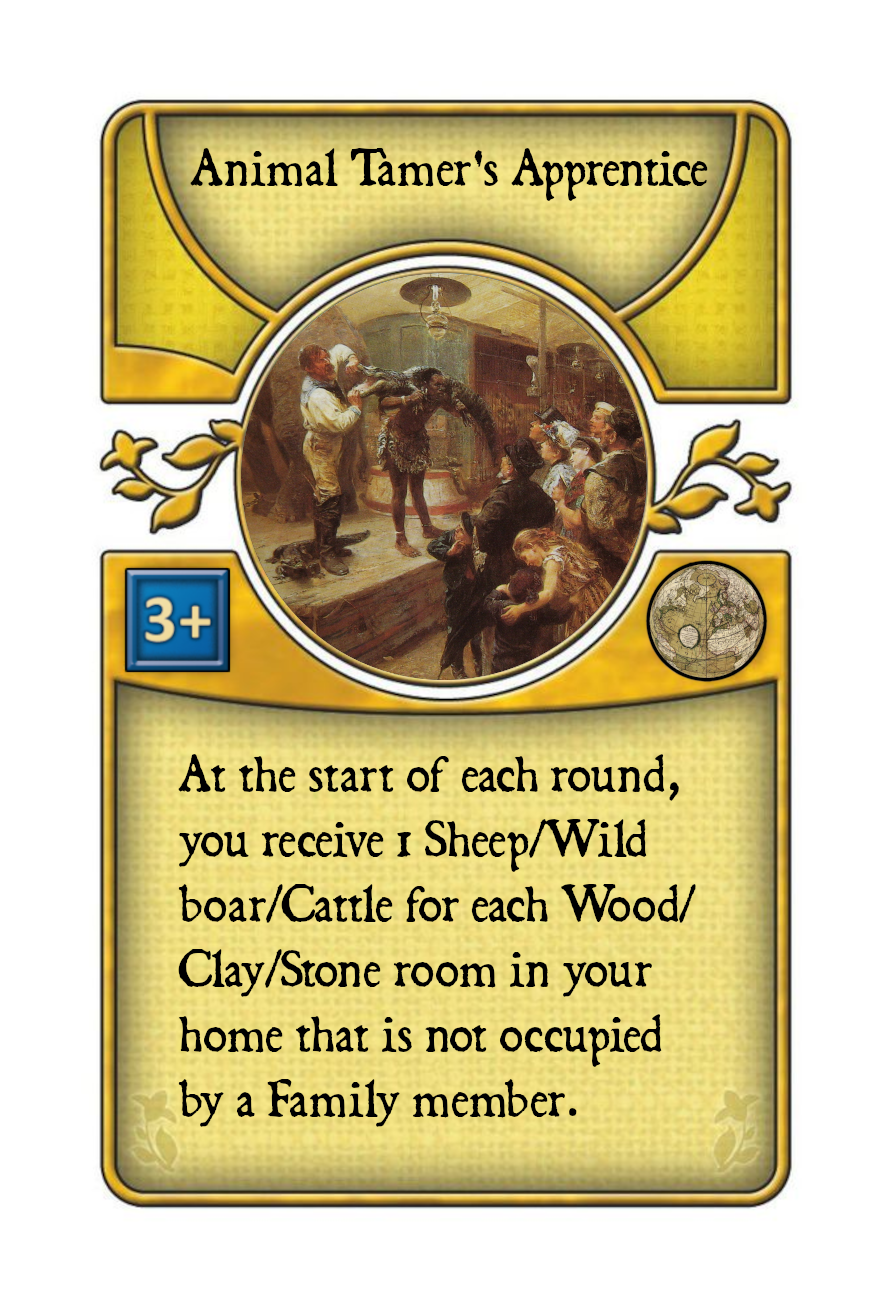 Animal Tamer's Apprentice
3+
At the start of each round,
you receive 1 Sheep/Wild
boar/Cattle for each Wood/
Clay/Stone room in your
home that is not occupied
by a Family member.